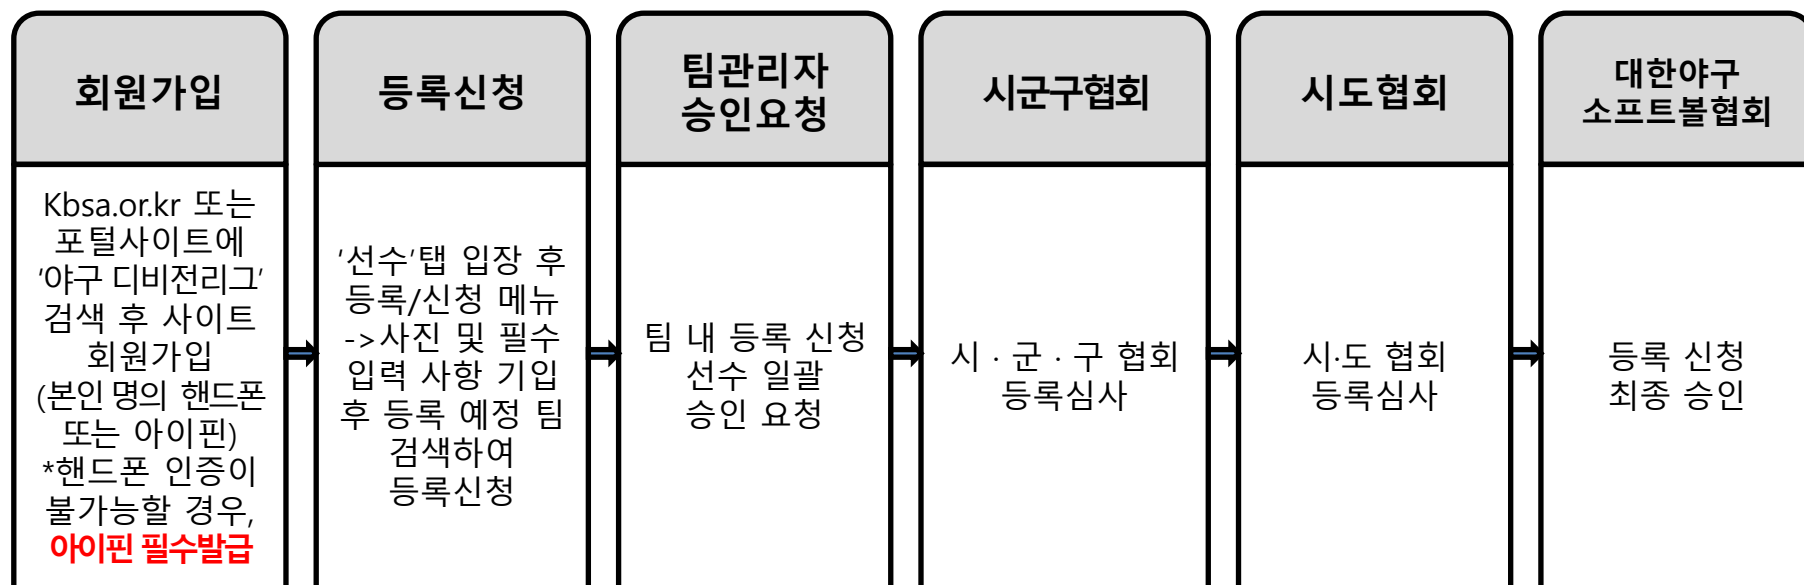 회원가입
Kbsa.or.kr 또는
포털사이트에
'야구 디비전리그'
검색 후 사이트
회원가입
(본인 명의 핸드폰
또는 아이핀)
*핸드폰 인증이
불가능할 경우,
아이핀 필수발급
등록신청
'선수'탭 입장 후
등록/신청 메뉴
->사진 및 필수
입력 사항 기입
후 등록 예정 팀
검색하여
등록신청
팀관리자
승인요청
팀 내 등록 신청
선수 일괄
승인 요청
시군구협회
시 · 군 · 구 협회
등록심사
시도협회
시·도 협회
등록심사
대한야구
소프트볼협회
등록 신청
최종 승인